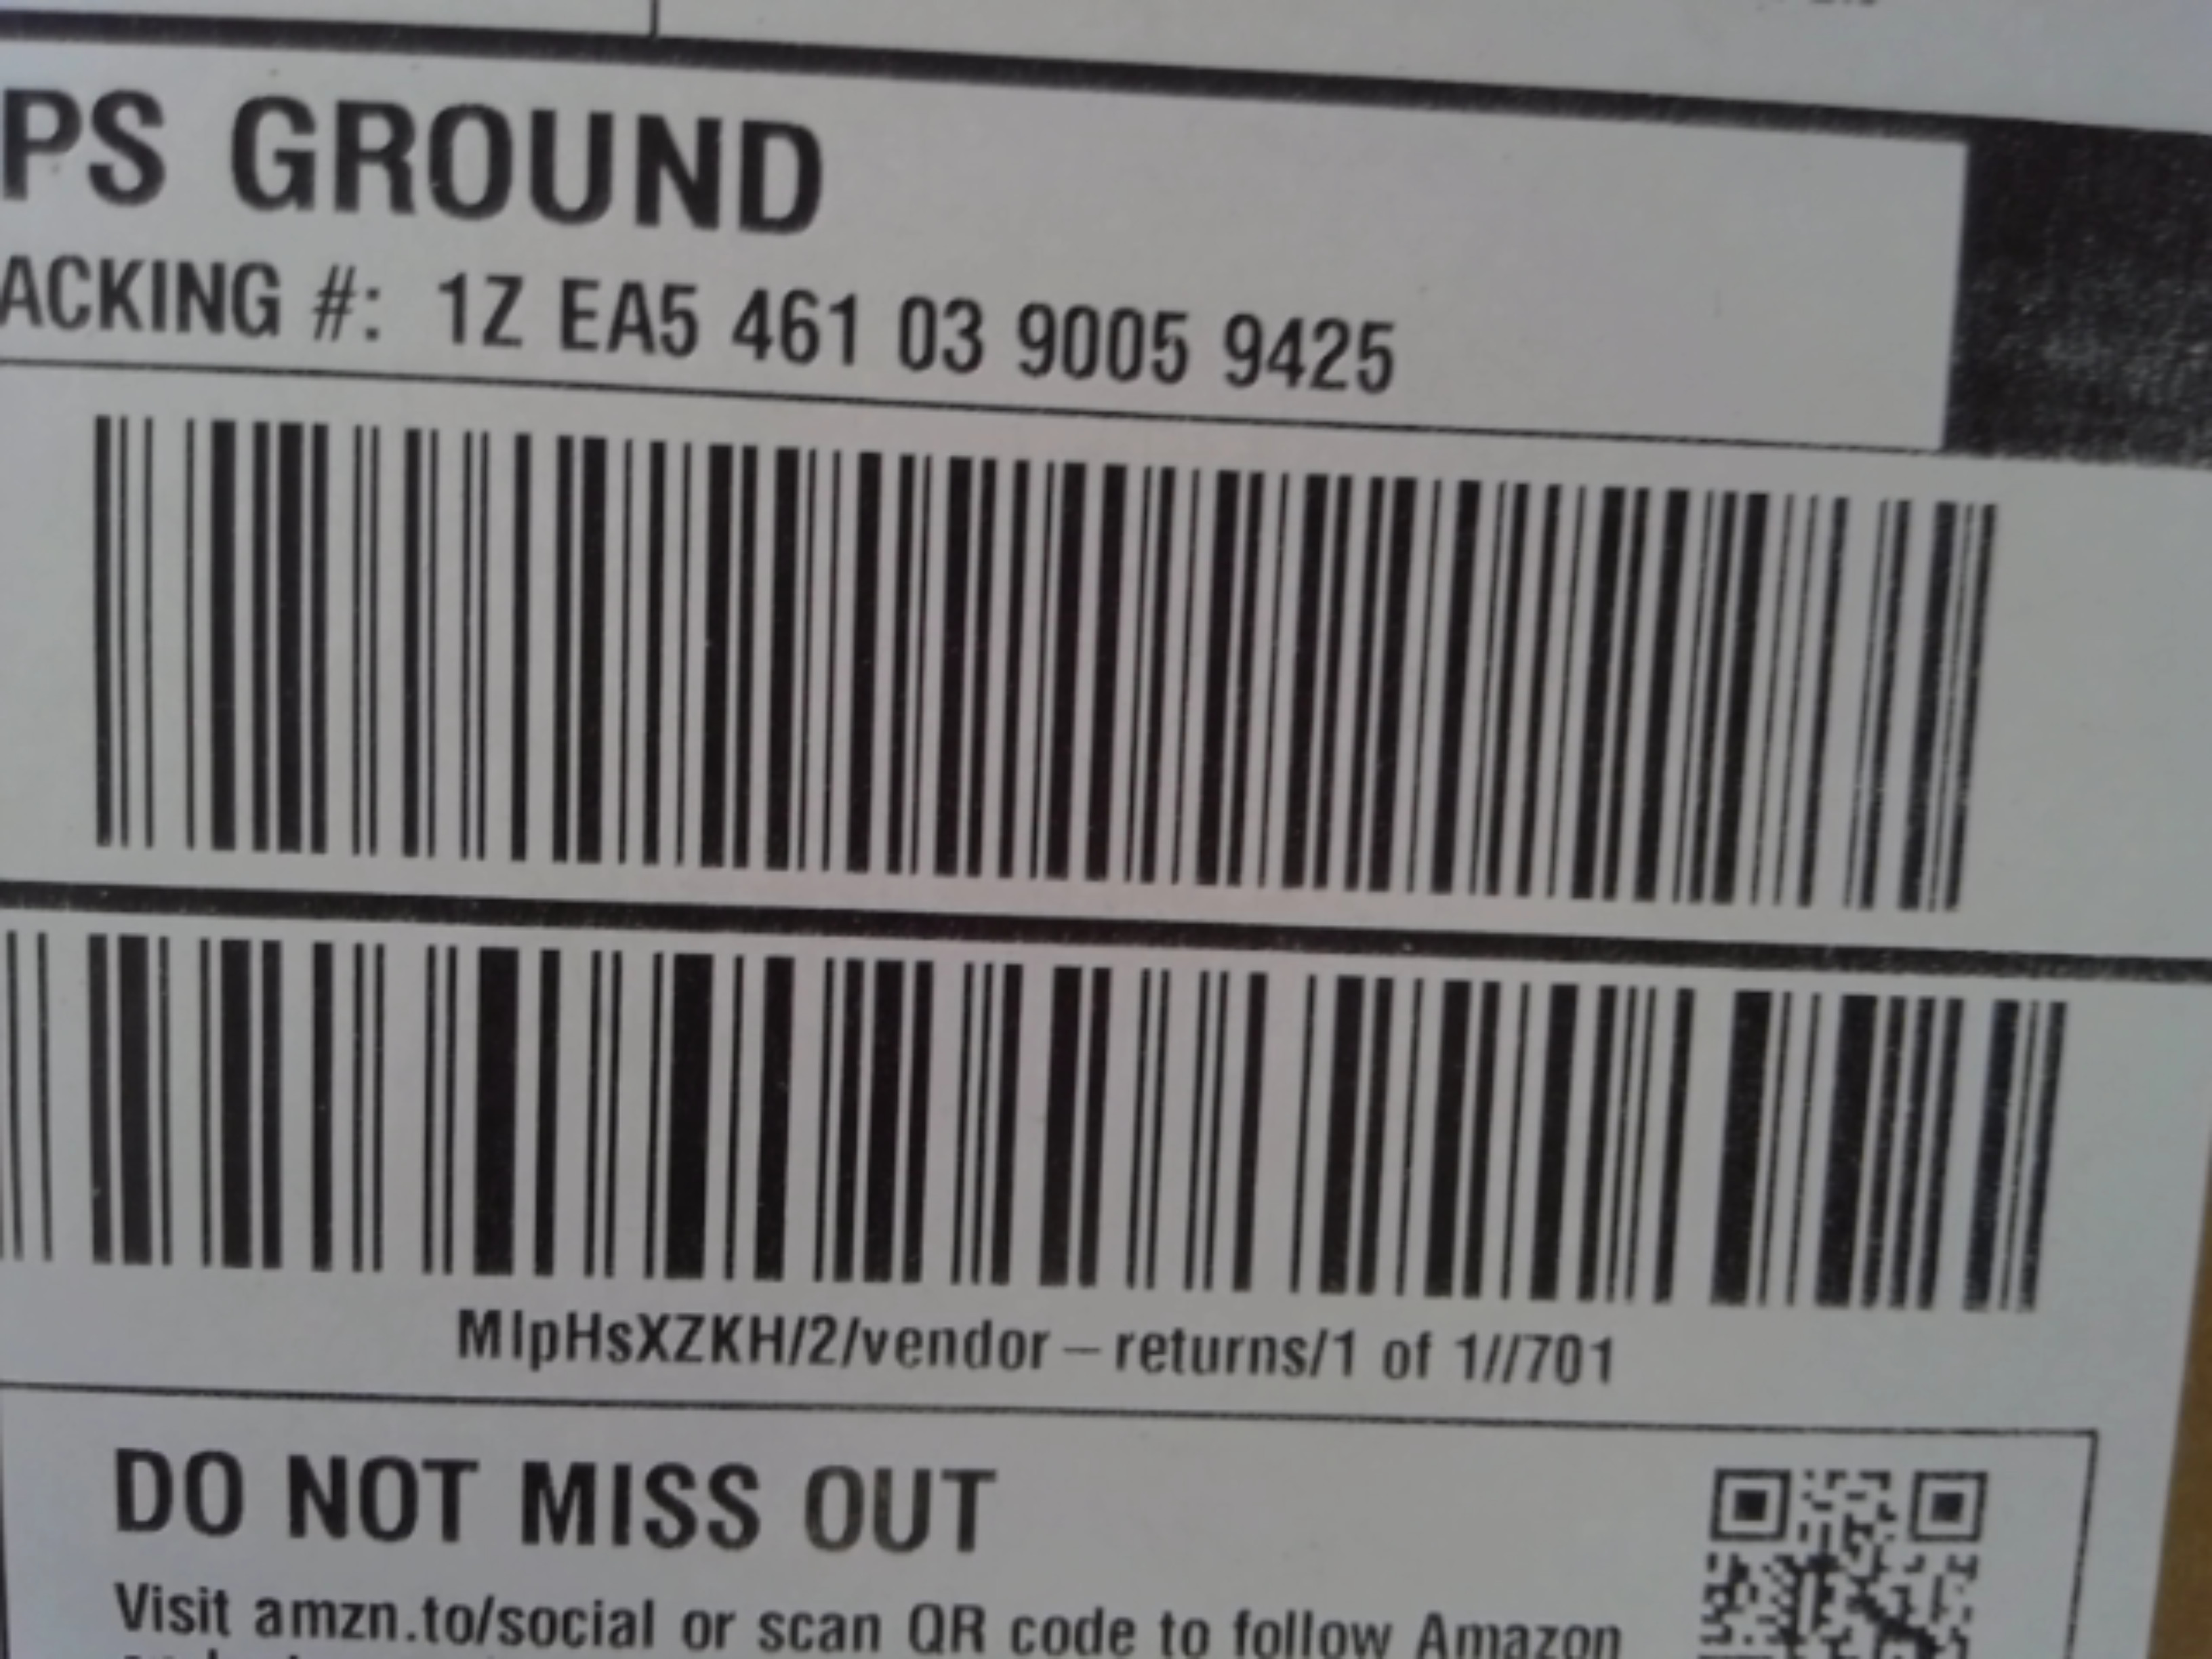 PS GROUND
ACKING #: 1Z EA5 461 03 9005 9425
MlpHsXZKH/2/vendor-returns/1 of 1//701
DO NOT MISS OUT
Visit amzn.to/social or scan QR code to follow Amazon